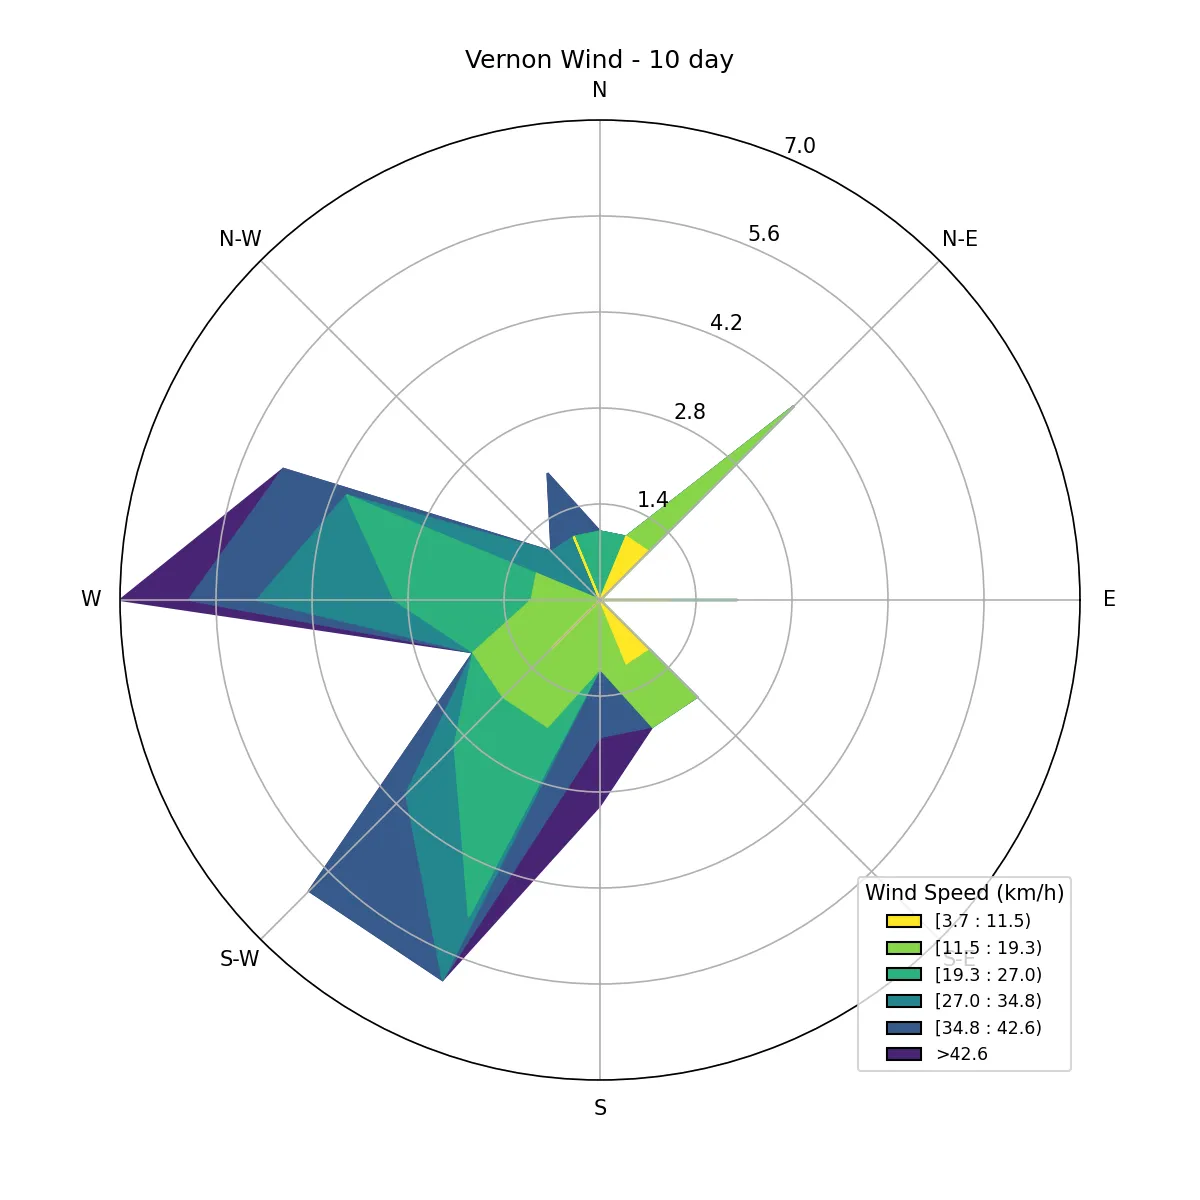 Vernon Wind - 10 day
N
7.0
5.6
N-W
N-E
4.2
2.8
1.4
W
E
Wind Speed (km/h)
[3.7 : 11.5)
[11.5 : 19.3)
S-W
S-E
[19.3 : 27.0)
[27.0 : 34.8)
[34.8 : 42.6)
>42.6
S